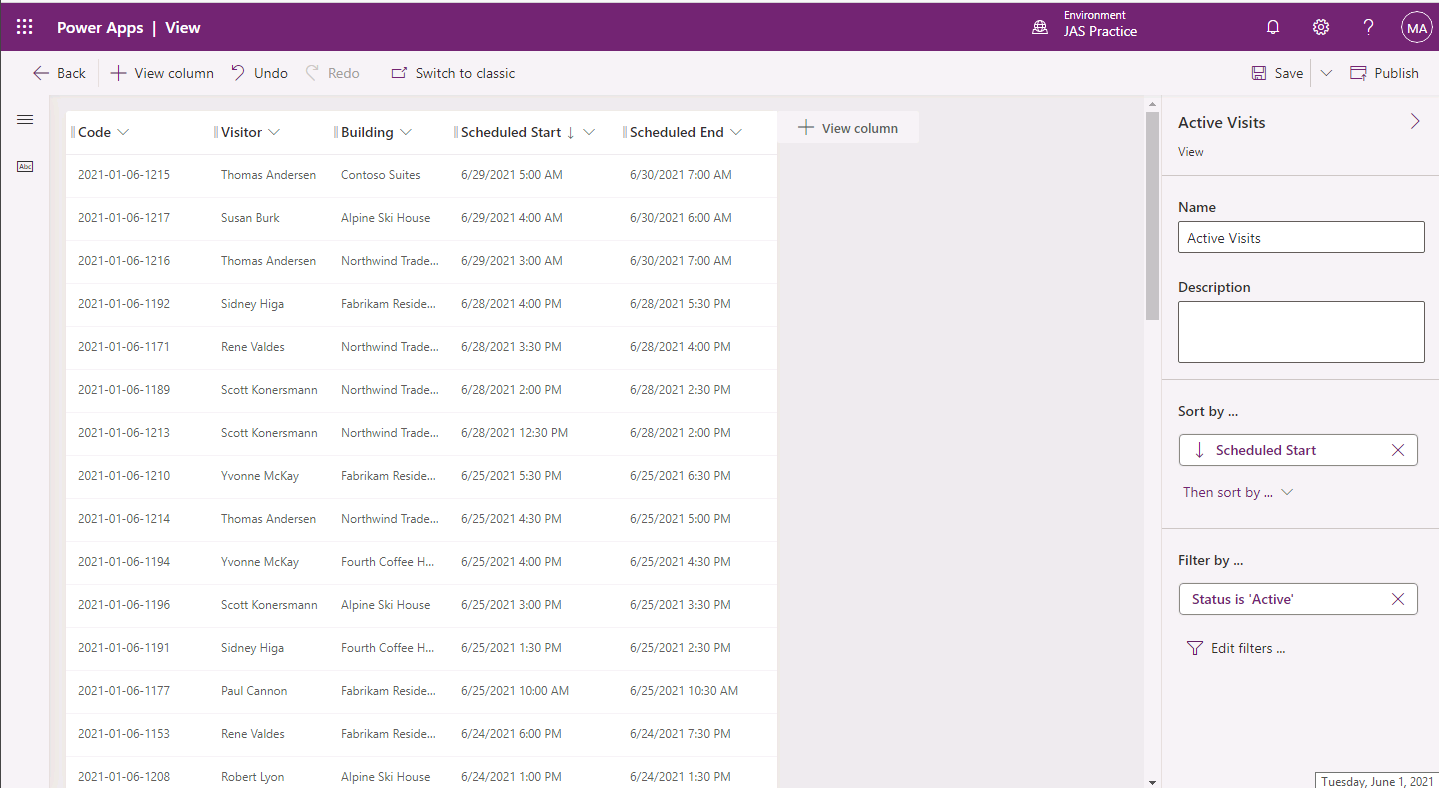 Power Apps | View
Environment
JAS Practice
MA
Back
View column
Undo
Redo
Switch to classic
Save
Publish
Abc
Code Visitor Building Scheduled Start Scheduled End
View column
2021-01-06-1215 Thomas Andersen Contoso Suites 6/29/2021 5:00 AM 6/30/2021 7:00 AM
2021-01-06-1217 Susan Burk Alpine Ski House 6/29/2021 4:00 AM 6/30/2021 6:00 AM
2021-01-06-1216 Thomas Andersen Northwind Trade... 6/29/2021 3:00 AM 6/30/2021 7:00 AM
2021-01-06-1192 Sidney Higa Fabrikam Reside... 6/28/2021 4:00 PM 6/28/2021 5:30 PM
2021-01-06-1171 Rene Valdes Northwind Trade... 6/28/2021 3:30 PM 6/28/2021 4:00 PM
2021-01-06-1189 Scott Konersmann Northwind Trade... 6/28/2021 2:00 PM 6/28/2021 2:30 PM
2021-01-06-1213 Scott Konersmann Northwind Trade... 6/28/2021 12:30 PM 6/28/2021 2:00 PM
2021-01-06-1210 Yvonne McKay Fabrikam Reside... 6/25/2021 5:30 PM 6/25/2021 6:30 PM
2021-01-06-1214 Thomas Andersen Northwind Trade... 6/25/2021 4:30 PM 6/25/2021 5:00 PM
2021-01-06-1194 Yvonne McKay Fourth Coffee H... 6/25/2021 4:00 PM 6/25/2021 4:30 PM
2021-01-06-1196 Scott Konersmann Alpine Ski House 6/25/2021 3:00 PM 6/25/2021 3:30 PM
2021-01-06-1191 Sidney Higa Fourth Coffee H... 6/25/2021 1:30 PM 6/25/2021 2:30 PM
2021-01-06-1177 Paul Cannon Fabrikam Reside... 6/25/2021 10:00 AM 6/25/2021 10:30 AM
2021-01-06-1153 Rene Valdes Fabrikam Reside... 6/24/2021 6:00 PM 6/24/2021 7:30 PM
2021-01-06-1208 Robert Lyon Alpine Ski House 6/24/2021 1:00 PM 6/24/2021 1:30 PM
Active Visits
View
Name
Active Visits
Description
Sort by ...
Scheduled Start
Then sort by ...
Filter by ...
Status is 'Active'
Edit filters ...
Tuesday, June 1, 2021